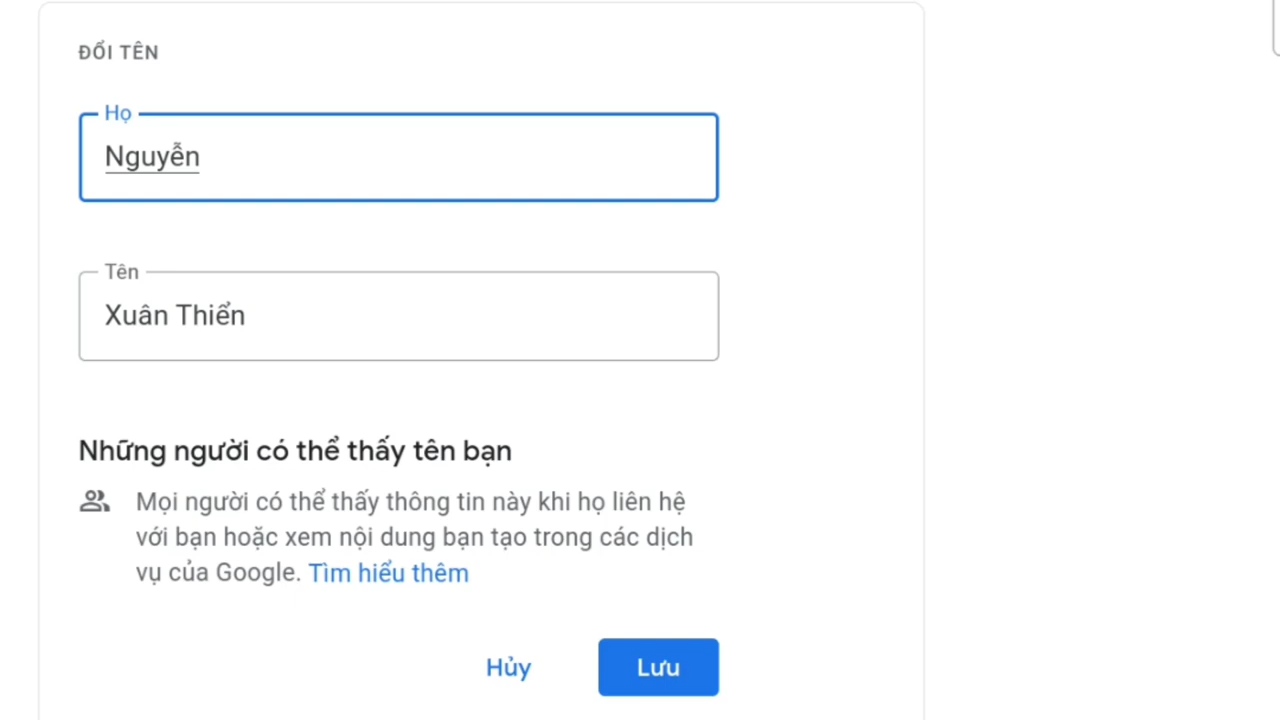 ĐỔI TÊN
Họ
Nguyễn
Tên
Xuân Thiển
Những người có thể thấy tên bạn
Mọi người có thể thấy thông tin này khi họ liên hệ
với bạn hoặc xem nội dung bạn tạo trong các dịch
vụ của Google. Tìm hiểu thêm
Hủy Lưu